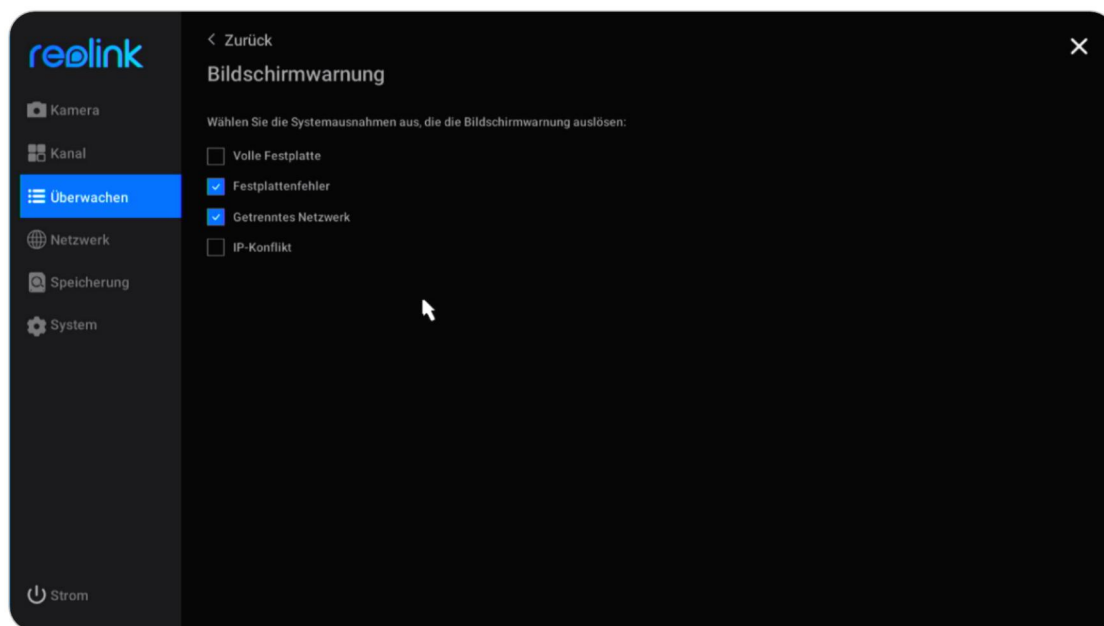 reolink
Kamera
Kanal
Überwachen
Netzwerk
Speicherung
System
Strom
Zurück
Bildschirmwarnung
Wählen Sie die Systemausnahmen aus, die die Bildschirmwarnung auslösen:
Volle Festplatte
Festplattenfehler
Getrenntes Netzwerk
IP-Konflikt